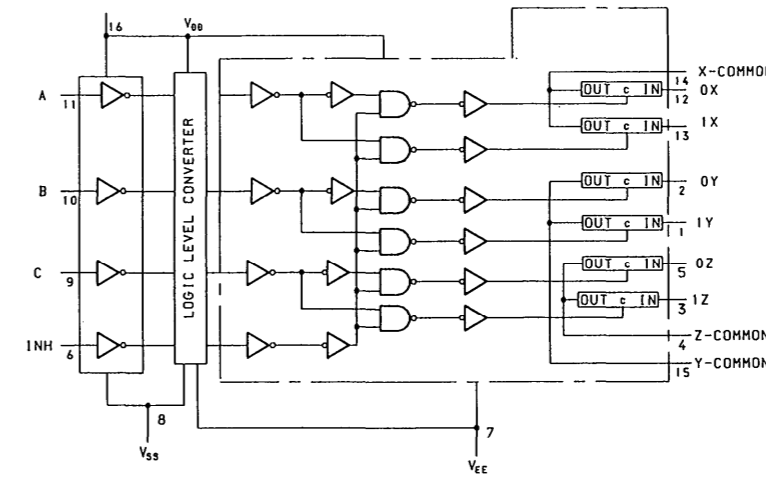 16
V_DD
X-COMMON
14
A
11
OUT c IN
12
0X
OUT c IN
13
1X
LOGIC LEVEL CONVERTER
B
10
OUT c IN
2
0Y
OUT c IN
1
1Y
C
9
OUT c IN
5
0Z
OUT c IN
3
1Z
INH
6
Z-COMMON
4
Y-COMMON
15
8
7
V_SS
V_EE